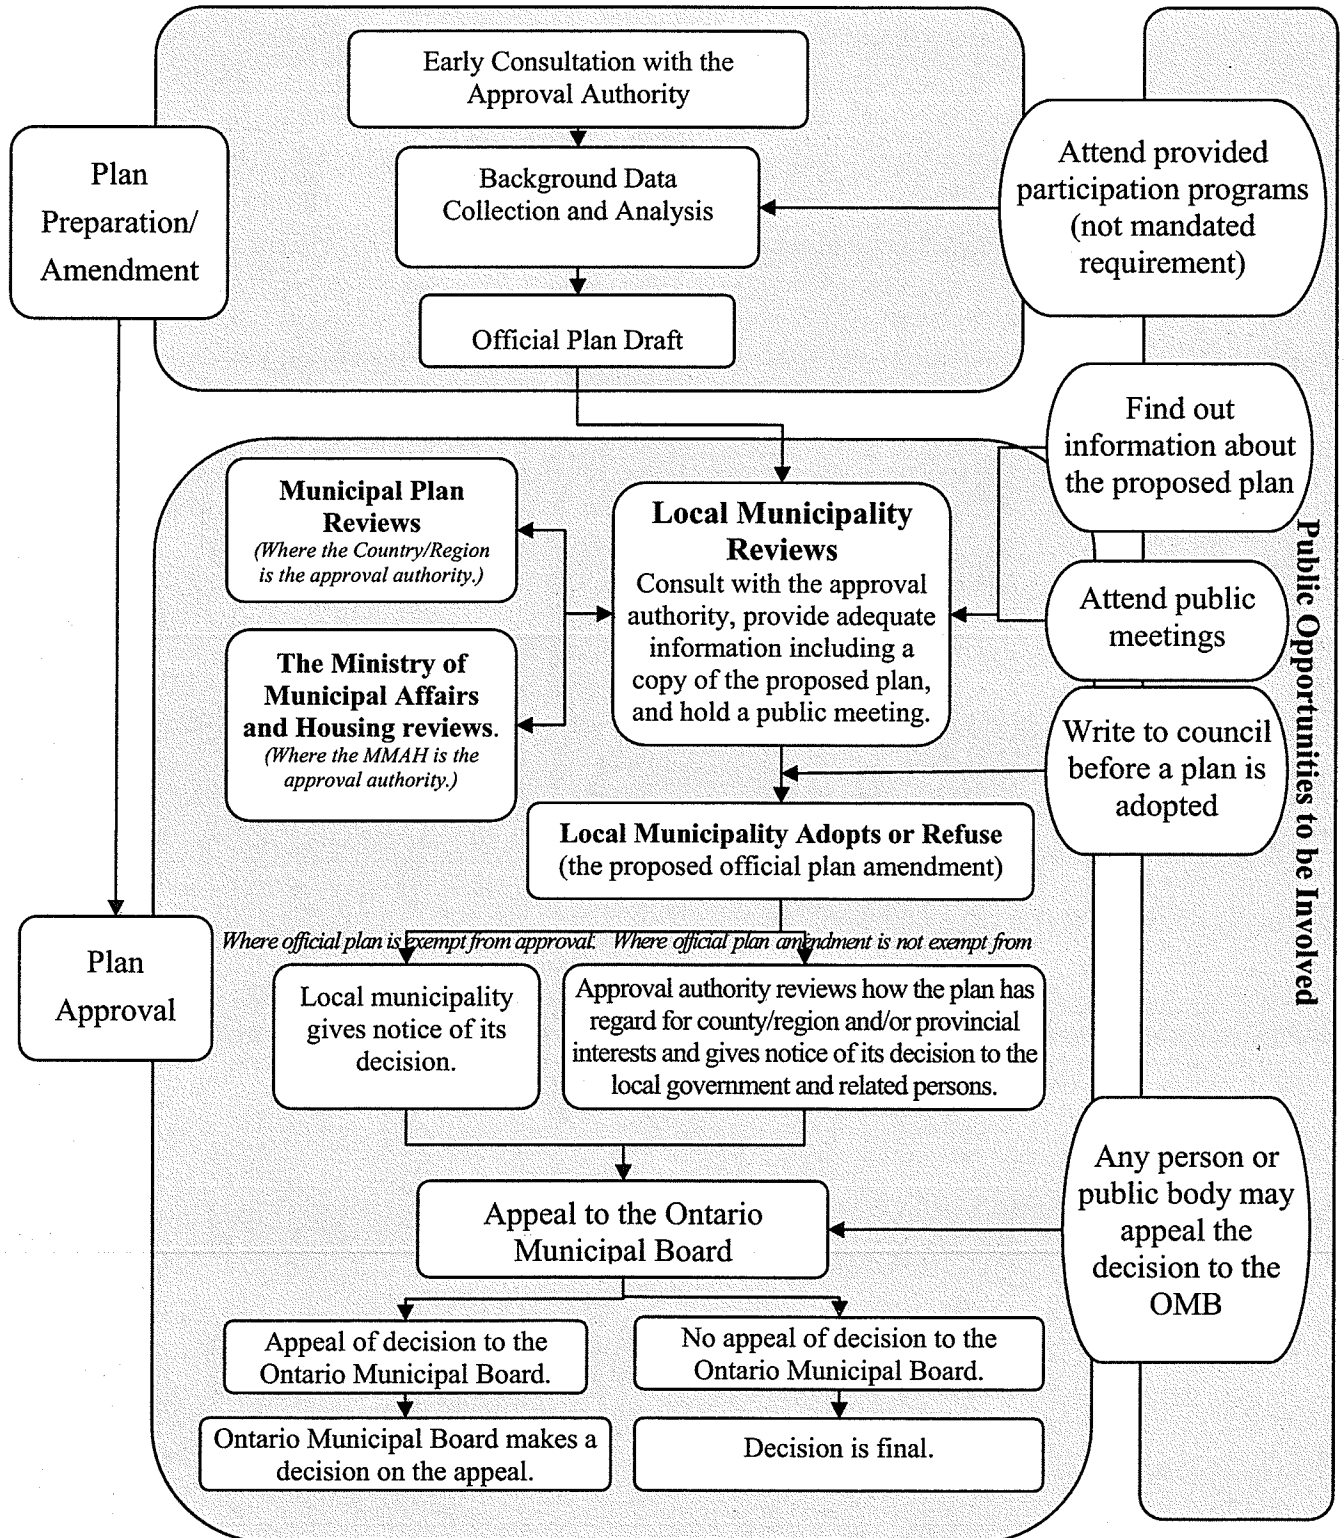 Early Consultation with the
Approval Authority
Plan
Preparation/
Amendment
Background Data
Collection and Analysis
Attend provided
participation programs
(not mandated
requirement)
Official Plan Draft
Find out
information about
the proposed plan
Municipal Plan
Reviews
(Where the Country/Region
is the approval authority.)
Local Municipality
Reviews
Consult with the approval
authority, provide adequate
information including a
copy of the proposed plan,
and hold a public meeting.
Attend public
meetings
The Ministry of
Municipal Affairs
and Housing reviews.
(Where the MMAH is the
approval authority.)
Write to council
before a plan is
adopted
Public Opportunities to be Involved
Local Municipality Adopts or Refuse
(the proposed official plan amendment)
Where official plan is exempt from approval. Where official plan amendment is not exempt from
Plan
Approval
Local municipality
gives notice of its
decision.
Approval authority reviews how the plan has
regard for county/region and/or provincial
interests and gives notice of its decision to the
local government and related persons.
Appeal to the Ontario
Municipal Board
Any person or
public body may
appeal the
decision to the
OMB
Appeal of decision to the
Ontario Municipal Board.
No appeal of decision to the
Ontario Municipal Board.
Ontario Municipal Board makes a
decision on the appeal.
Decision is final.